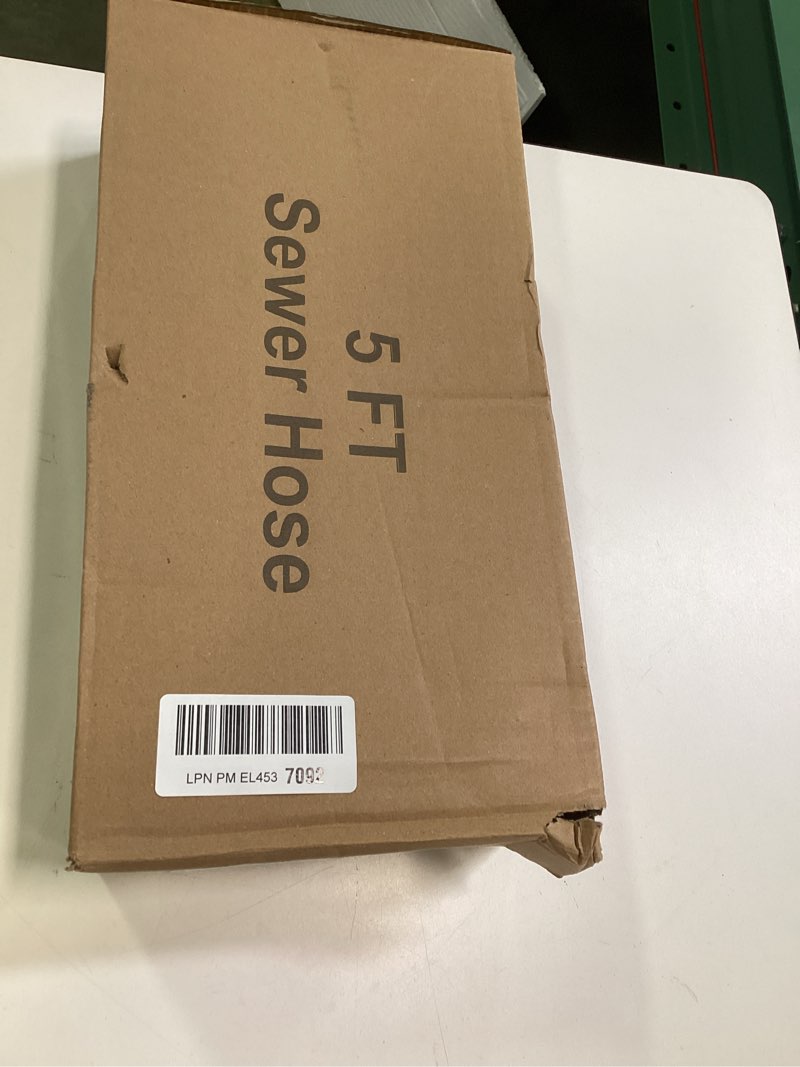 5 FT
Sewer Hose
LPN PM EL453